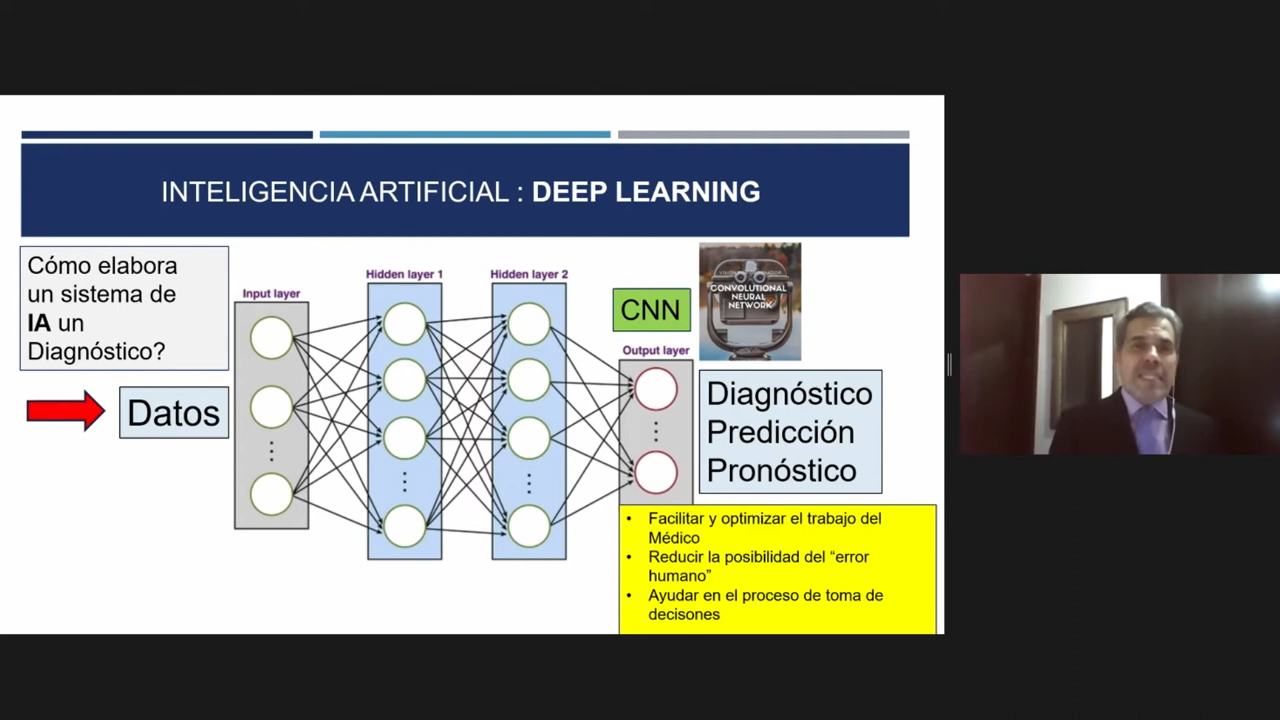 INTELIGENCIA ARTIFICIAL : DEEP LEARNING
Cómo elabora
un sistema de
IA un
Diagnóstico?
Datos
Input layer
Hidden layer 1
Hidden layer 2
CNN
CONVOLUTIONAL
NEURAL
NETWORK
Output layer
Diagnóstico
Predicción
Pronóstico
• Facilitar y optimizar el trabajo del
Médico
• Reducir la posibilidad del “error
humano”
• Ayudar en el proceso de toma de
decisones